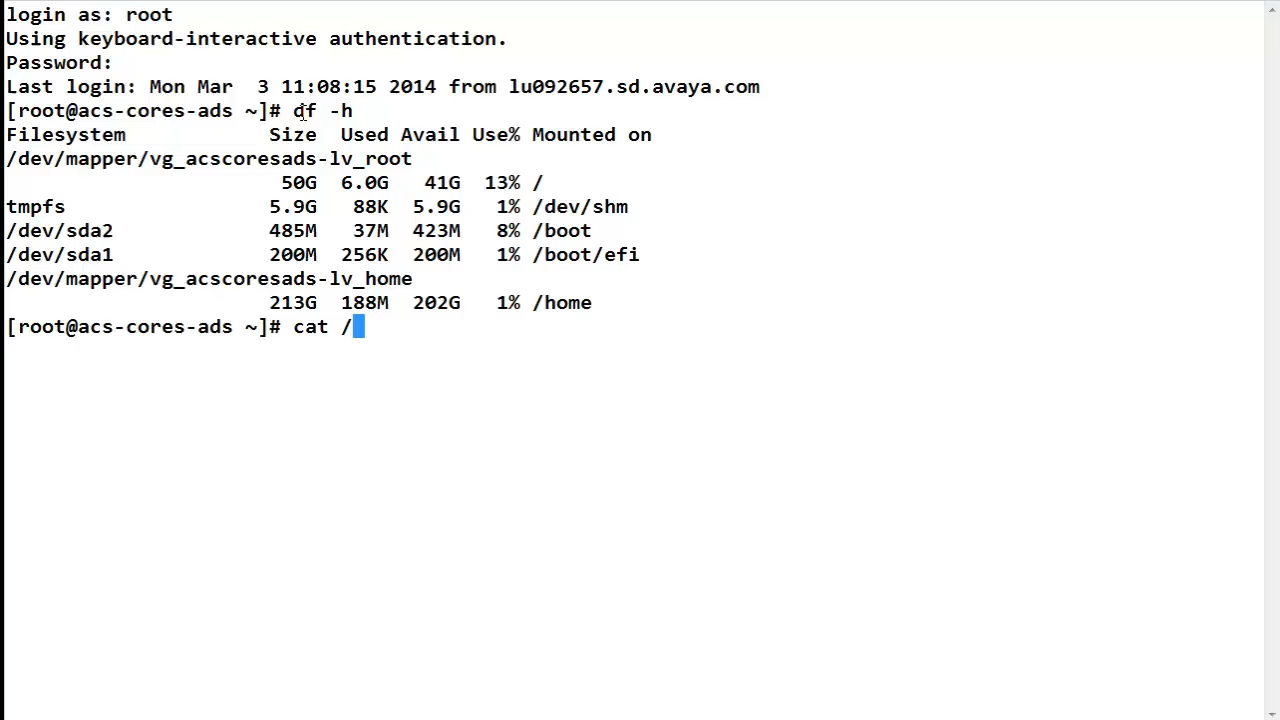 login as: root
Using keyboard-interactive authentication.
Password:
Last login: Mon Mar  3 11:08:15 2014 from lu092657.sd.avaya.com
[root@acs-cores-ads ~]# df -h
Filesystem            Size  Used Avail Use% Mounted on
/dev/mapper/vg_acscoresads-lv_root
                       50G  6.0G   41G  13% /
tmpfs                 5.9G   88K  5.9G   1% /dev/shm
/dev/sda2             485M   37M  423M   8% /boot
/dev/sda1             200M  256K  200M   1% /boot/efi
/dev/mapper/vg_acscoresads-lv_home
                      213G  188M  202G   1% /home
[root@acs-cores-ads ~]# cat /